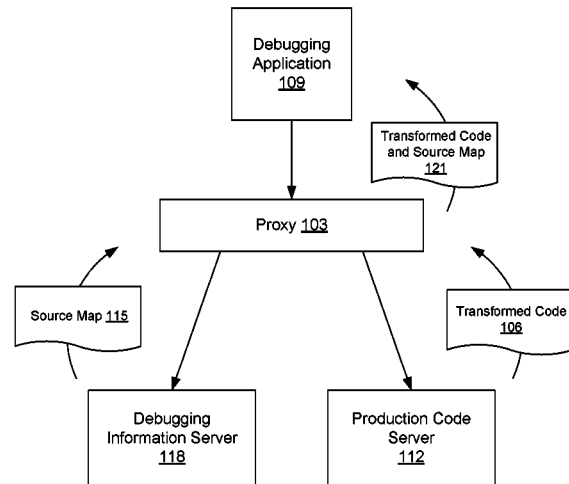 Debugging
Application
109
Transformed Code
and Source Map
121
Proxy 103
Source Map 115
Transformed Code
106
Debugging
Information Server
118
Production Code
Server
112